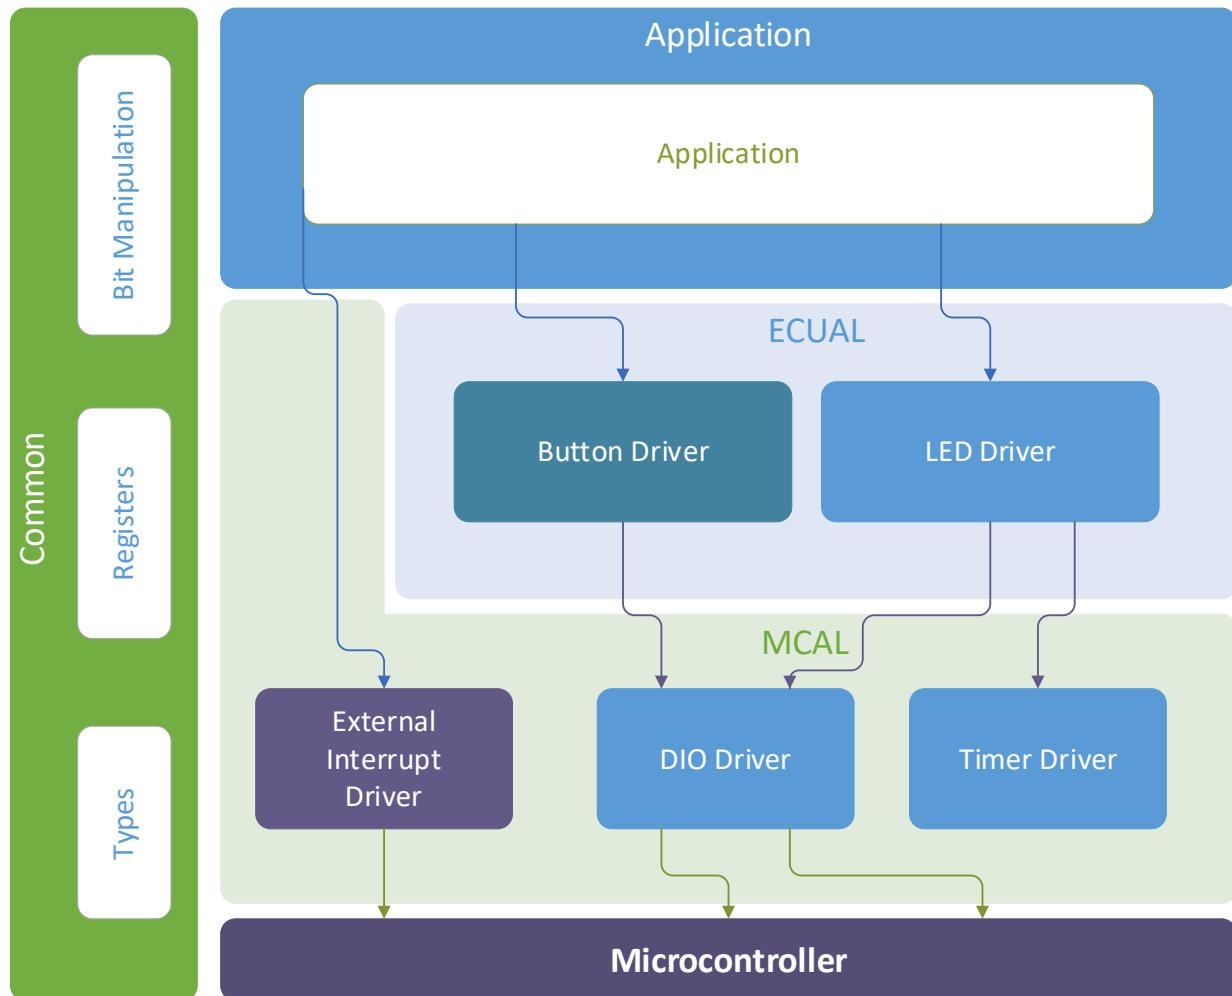 Common
Bit Manipulation
Registers
Types
Application
Application
ECUAL
Button Driver
LED Driver
MCAL
External
Interrupt
Driver
DIO Driver
Timer Driver
Microcontroller